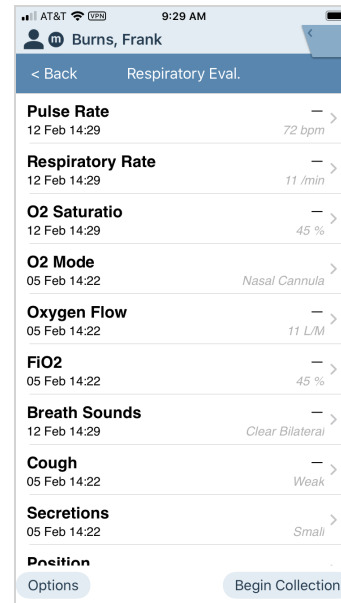 AT&T VPN 9:29 AM
m Burns, Frank
<
< Back Respiratory Eval.
Pulse Rate —
12 Feb 14:29 72 bpm
Respiratory Rate —
12 Feb 14:29 11 /min
O2 Saturatio —
12 Feb 14:29 45 %
O2 Mode
05 Feb 14:22 Nasal Cannula
Oxygen Flow —
05 Feb 14:22 11 L/M
FiO2 —
05 Feb 14:22 45 %
Breath Sounds —
12 Feb 14:29 Clear Bilateral
Cough —
05 Feb 14:22 Weak
Secretions
05 Feb 14:22 Small
Position
Options Begin Collection